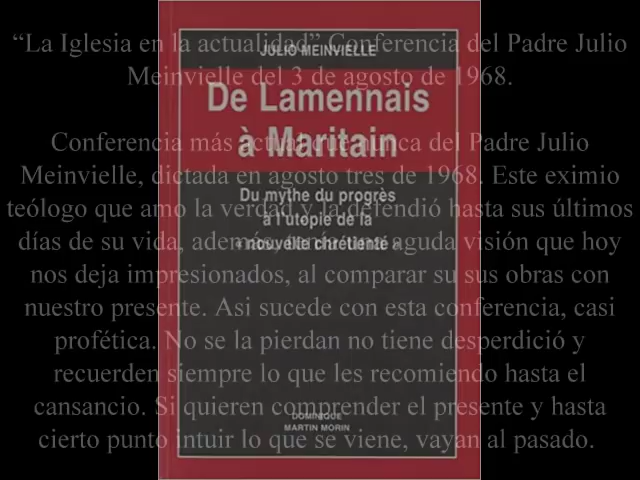 “La Iglesia en la actualidad” Conferencia del Padre Julio
Meinvielle del 3 de agosto de 1968.
Conferencia más actual que nunca del Padre Julio
Meinvielle, dictada en agosto tres de 1968. Este eximio
teólogo que amo la verdad y la defendió hasta sus últimos
días de su vida, además, tenía una aguda visión que hoy
nos deja impresionados, al comparar su sus obras con
nuestro presente. Asi sucede con esta conferencia, casi
profética. No se la pierdan no tiene desperdició y
recuerden siempre lo que les recomiendo hasta el
cansancio. Si quieren comprender el presente y hasta
cierto punto intuir lo que se viene, vayan al pasado.
JULIO MEINVIELLE
De Lamennais
à Maritain
Du mythe du progrès
à l'utopie de la
« nouvelle chrétienté »
DOMINIQUE
MARTIN MORIN